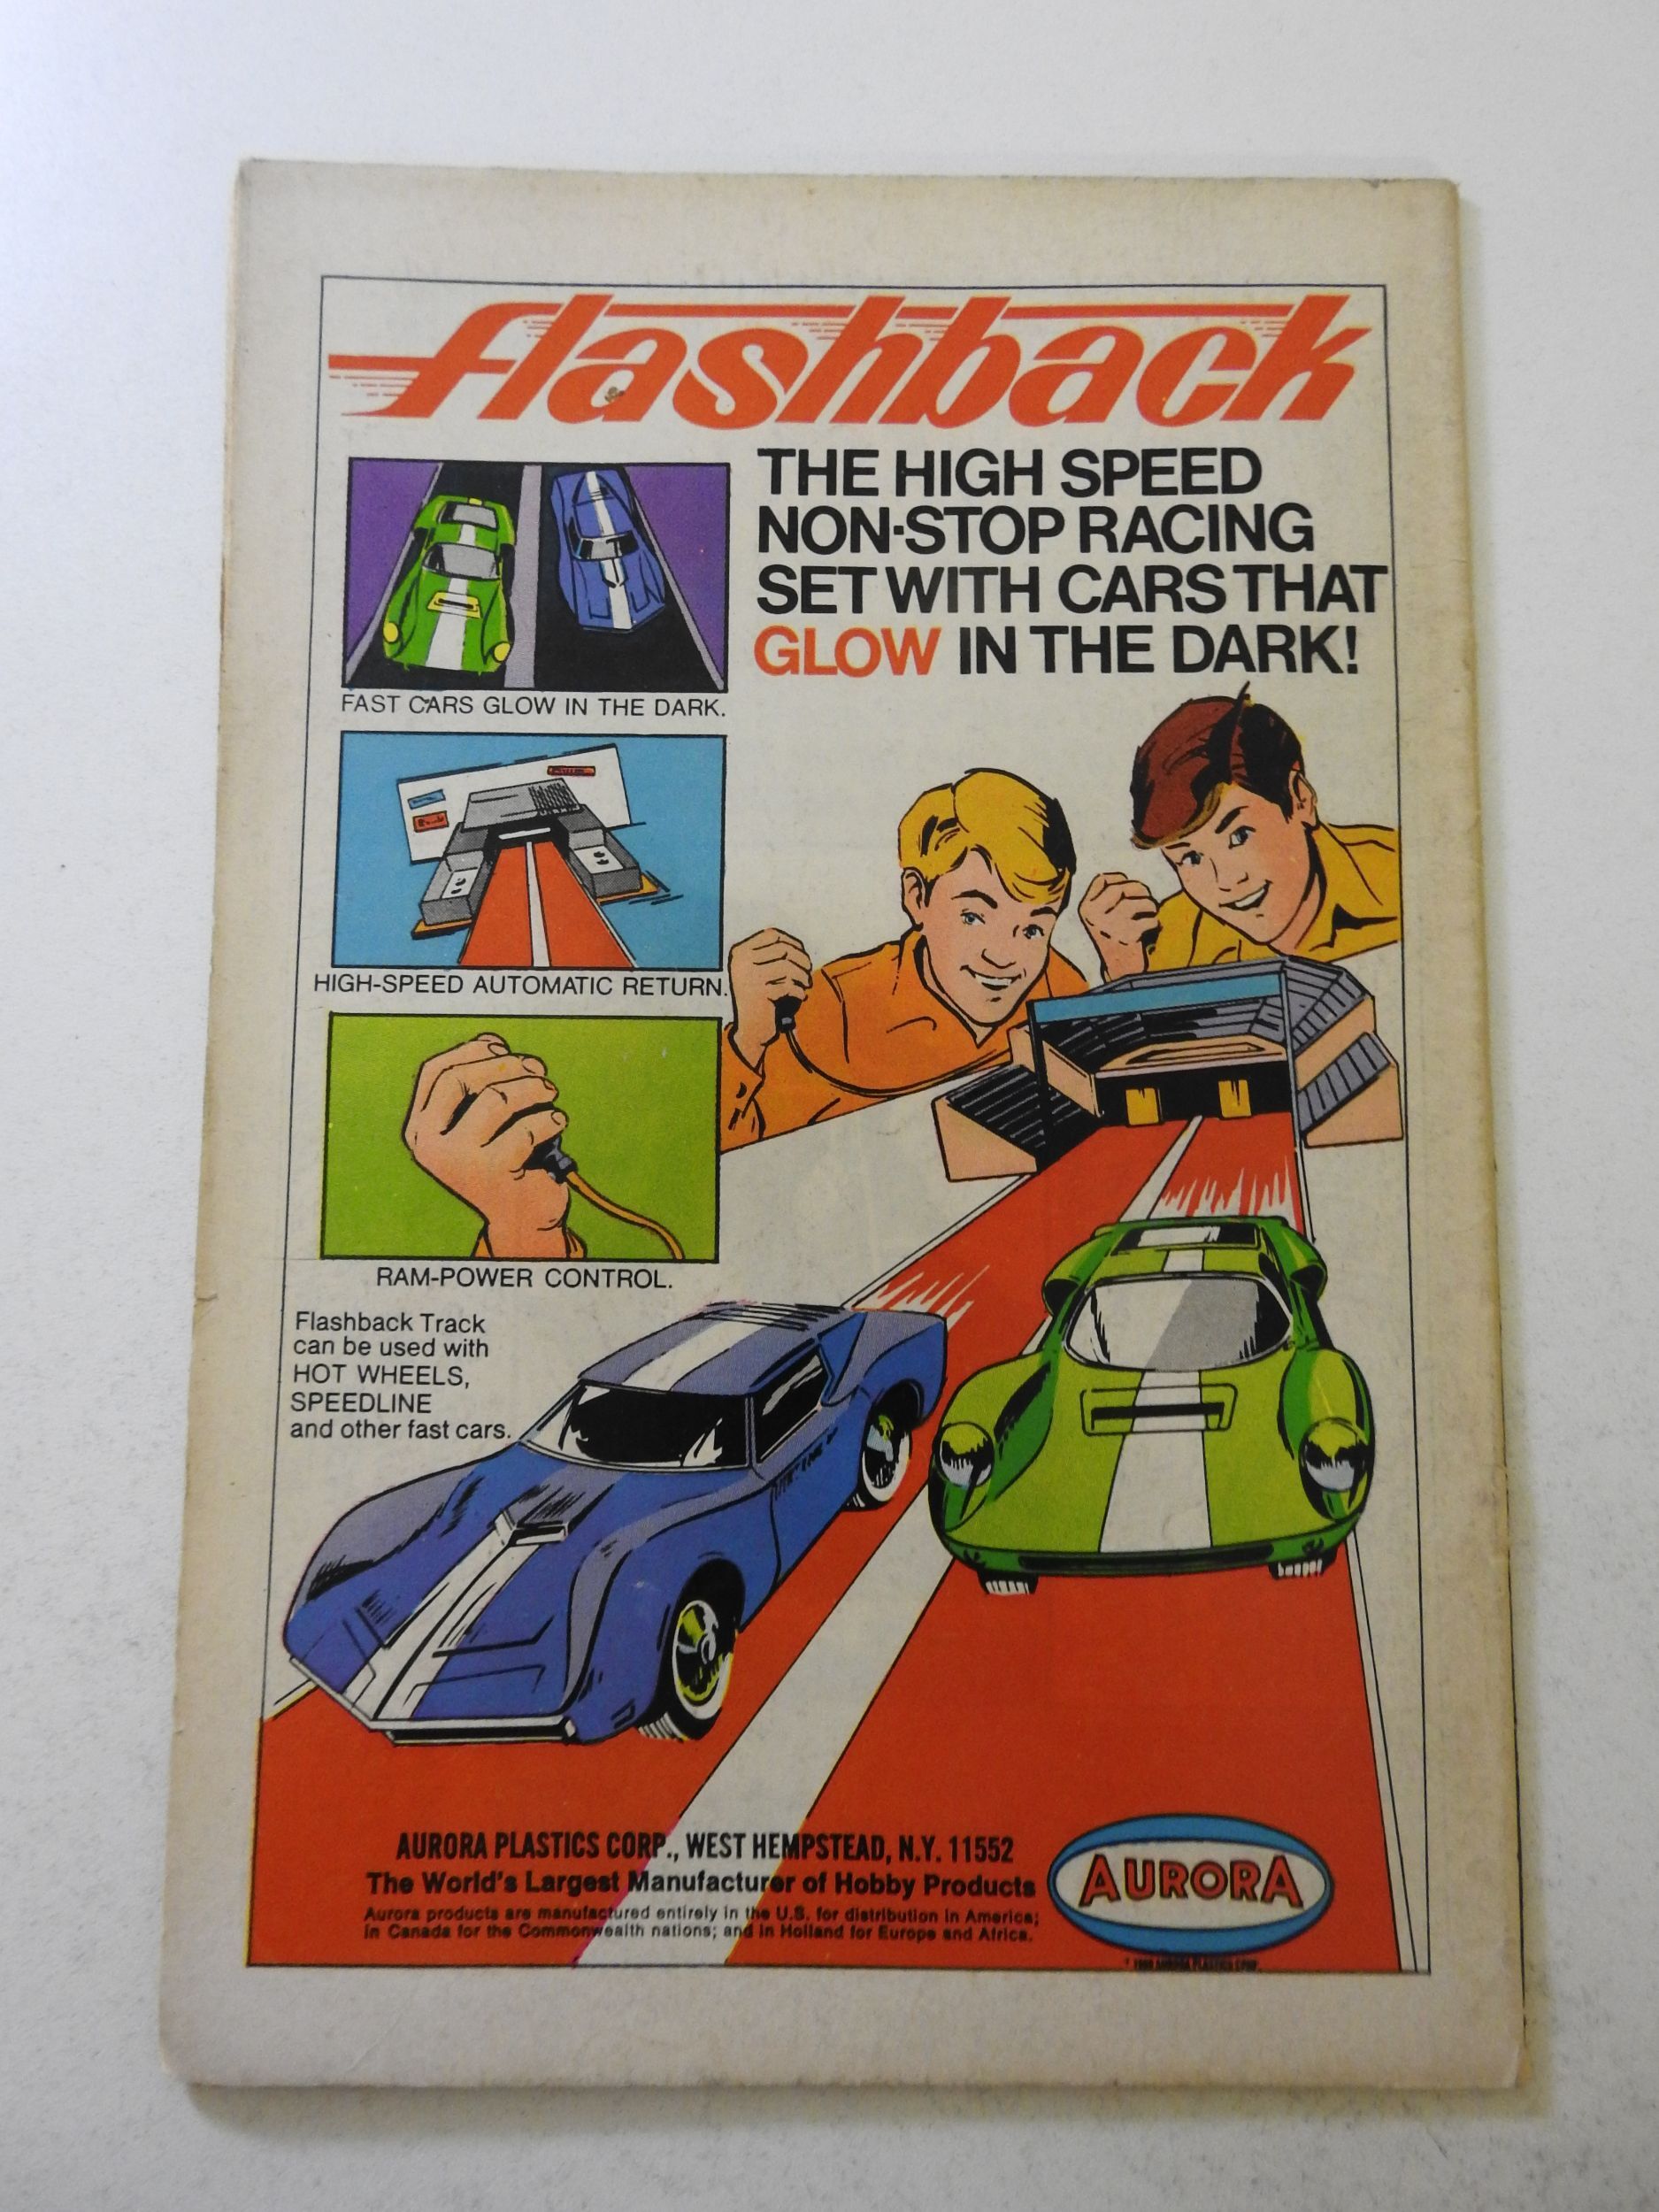 flashback
THE HIGH SPEED
NON-STOP RACING
SET WITH CARS THAT
GLOW IN THE DARK!
FAST CARS GLOW IN THE DARK.
HIGH-SPEED AUTOMATIC RETURN.
RAM-POWER CONTROL.
Flashback Track
can be used with
HOT WHEELS,
SPEEDLINE
and other fast cars.
AURORA PLASTICS CORP., WEST HEMPSTEAD, N.Y. 11552
The World's Largest Manufacturer of Hobby Products
Aurora products are manufactured entirely in the U.S. for distribution in America;
in Canada for the Commonwealth nations; and in Holland for Europe and Africa.
AURORA
AURORA PLASTICS CORP.